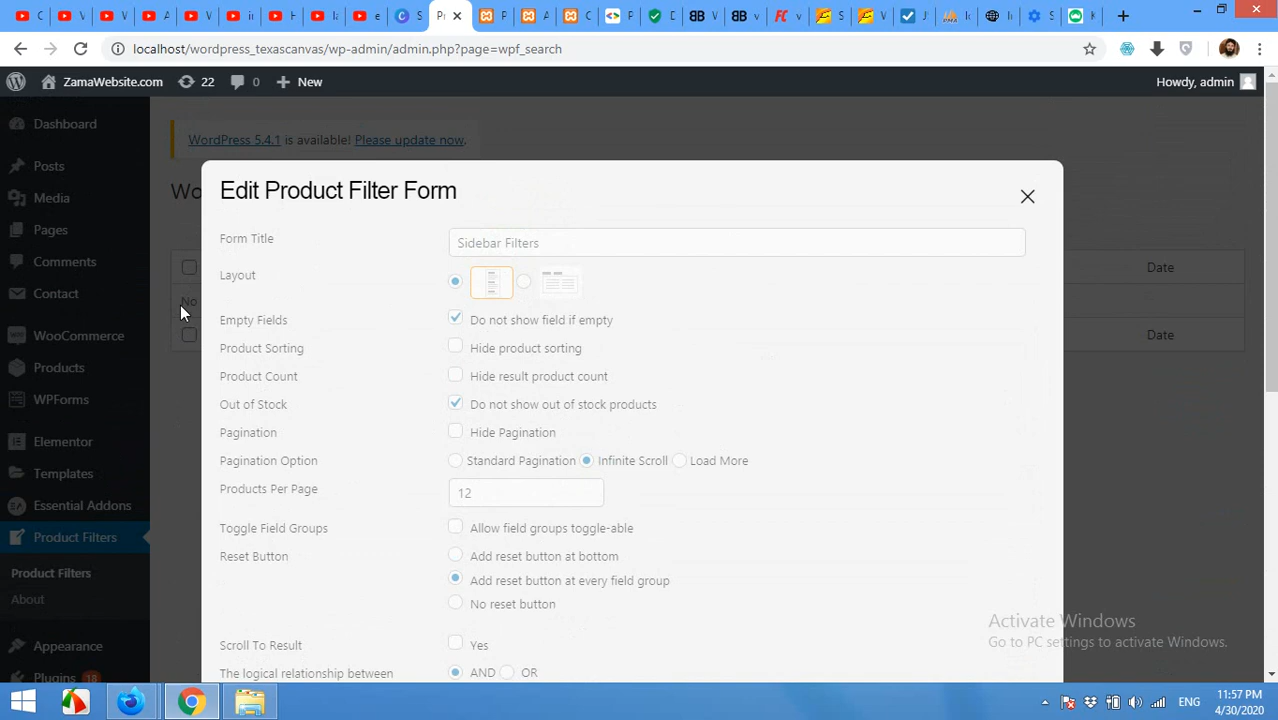 localhost/wordpress_texascanvas/wp-admin/admin.php?page=wpf_search
ZamaWebsite.com 22 0 New Howdy, admin
Dashboard
Posts
Media
Pages
Comments
Contact
WooCommerce
Products
WPForms
Elementor
Templates
Essential Addons
Product Filters
Product Filters
About
Appearance
Plugins 18
WordPress 5.4.1 is available! Please update now.
Wo
Date
No
Date
Edit Product Filter Form
Form Title Sidebar Filters
Layout
Empty Fields Do not show field if empty
Product Sorting Hide product sorting
Product Count Hide result product count
Out of Stock Do not show out of stock products
Pagination Hide Pagination
Pagination Option Standard Pagination Infinite Scroll Load More
Products Per Page 12
Toggle Field Groups Allow field groups toggle-able
Reset Button Add reset button at bottom
Add reset button at every field group
No reset button
Scroll To Result Yes
The logical relationship between AND OR
Activate Windows
Go to PC settings to activate Windows.
ENG
11:57 PM
4/30/2020